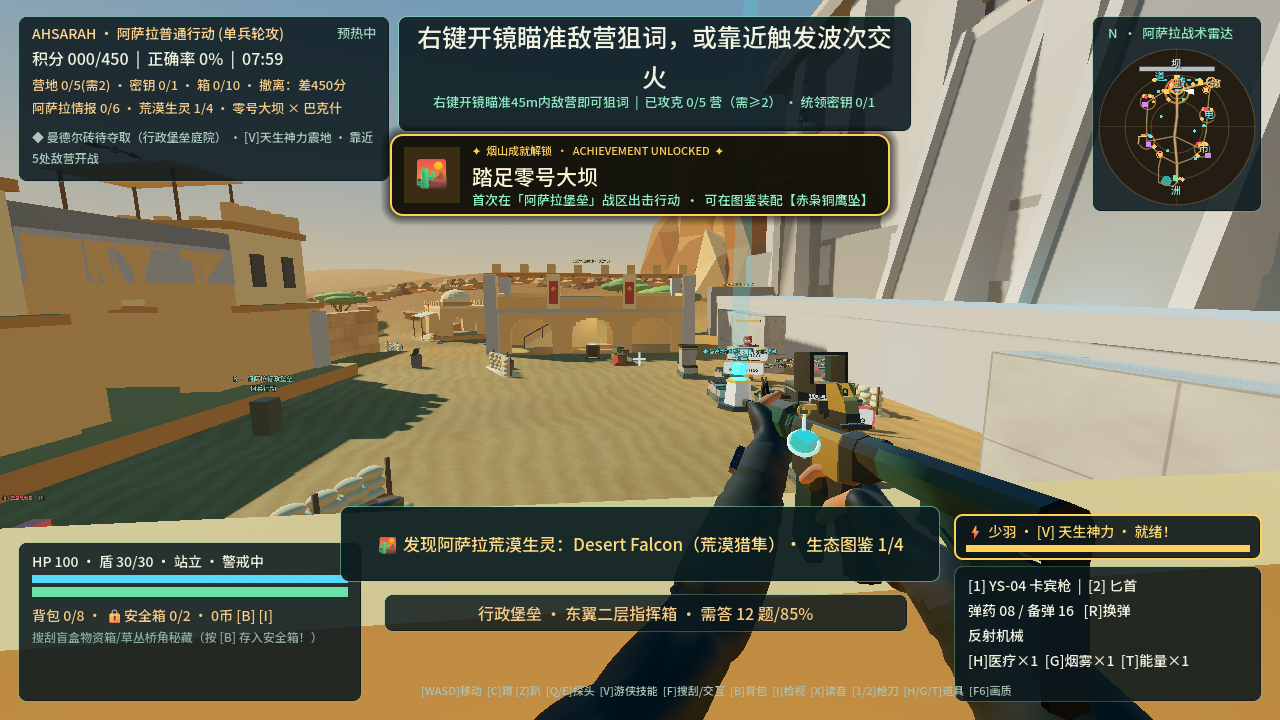 AHSARAH · 阿萨拉普通行动 (单兵轮攻) 预热中
积分 000/450 | 正确率 0% | 07:59
营地 0/5(需2) · 密钥 0/1 · 箱 0/10 · 撤离：差450分
阿萨拉情报 0/6 · 荒漠生灵 1/4 · 零号大坝 × 巴克什
◆ 曼德尔砖待夺取（行政堡垒庭院） · [V]天生神力震地 · 靠近
5处敌营开战
右键开镜瞄准敌营狙词，或靠近触发波次交
火
右键开镜瞄准45m内敌营即可狙词 | 已攻克 0/5 营（需≥2） · 统领密钥 0/1
✦ 烟山成就解锁 · ACHIEVEMENT UNLOCKED ✦
踏足零号大坝
首次在「阿萨拉堡垒」战区出击行动 · 可在图鉴装配【赤枭铜鹰坠】
N · 阿萨拉战术雷达
坝
电
市
洲
发现阿萨拉荒漠生灵：Desert Falcon（荒漠猎隼） · 生态图鉴 1/4
行政堡垒 · 东翼二层指挥箱 · 需答 12 题/85%
HP 100 · 盾 30/30 · 站立 · 警戒中
背包 0/8 · 🔒安全箱 0/2 · 0币 [B] [I]
搜刮盲盒物资箱/草丛桥角秘藏（按 [B] 存入安全箱！）
⚡ 少羽 · [V] 天生神力 · 就绪！
[1] YS-04 卡宾枪 | [2] 匕首
弹药 08 / 备弹 16 [R]换弹
反射机械
[H]医疗×1 [G]烟雾×1 [T]能量×1
[WASD]移动 [C]蹲 [Z]趴 [Q/E]探头 [V]游侠技能 [F]搜刮/交互 [B]背包 [I]检视 [X]读音 [1/2]枪刀 [H/G/T]道具 [F6]画质